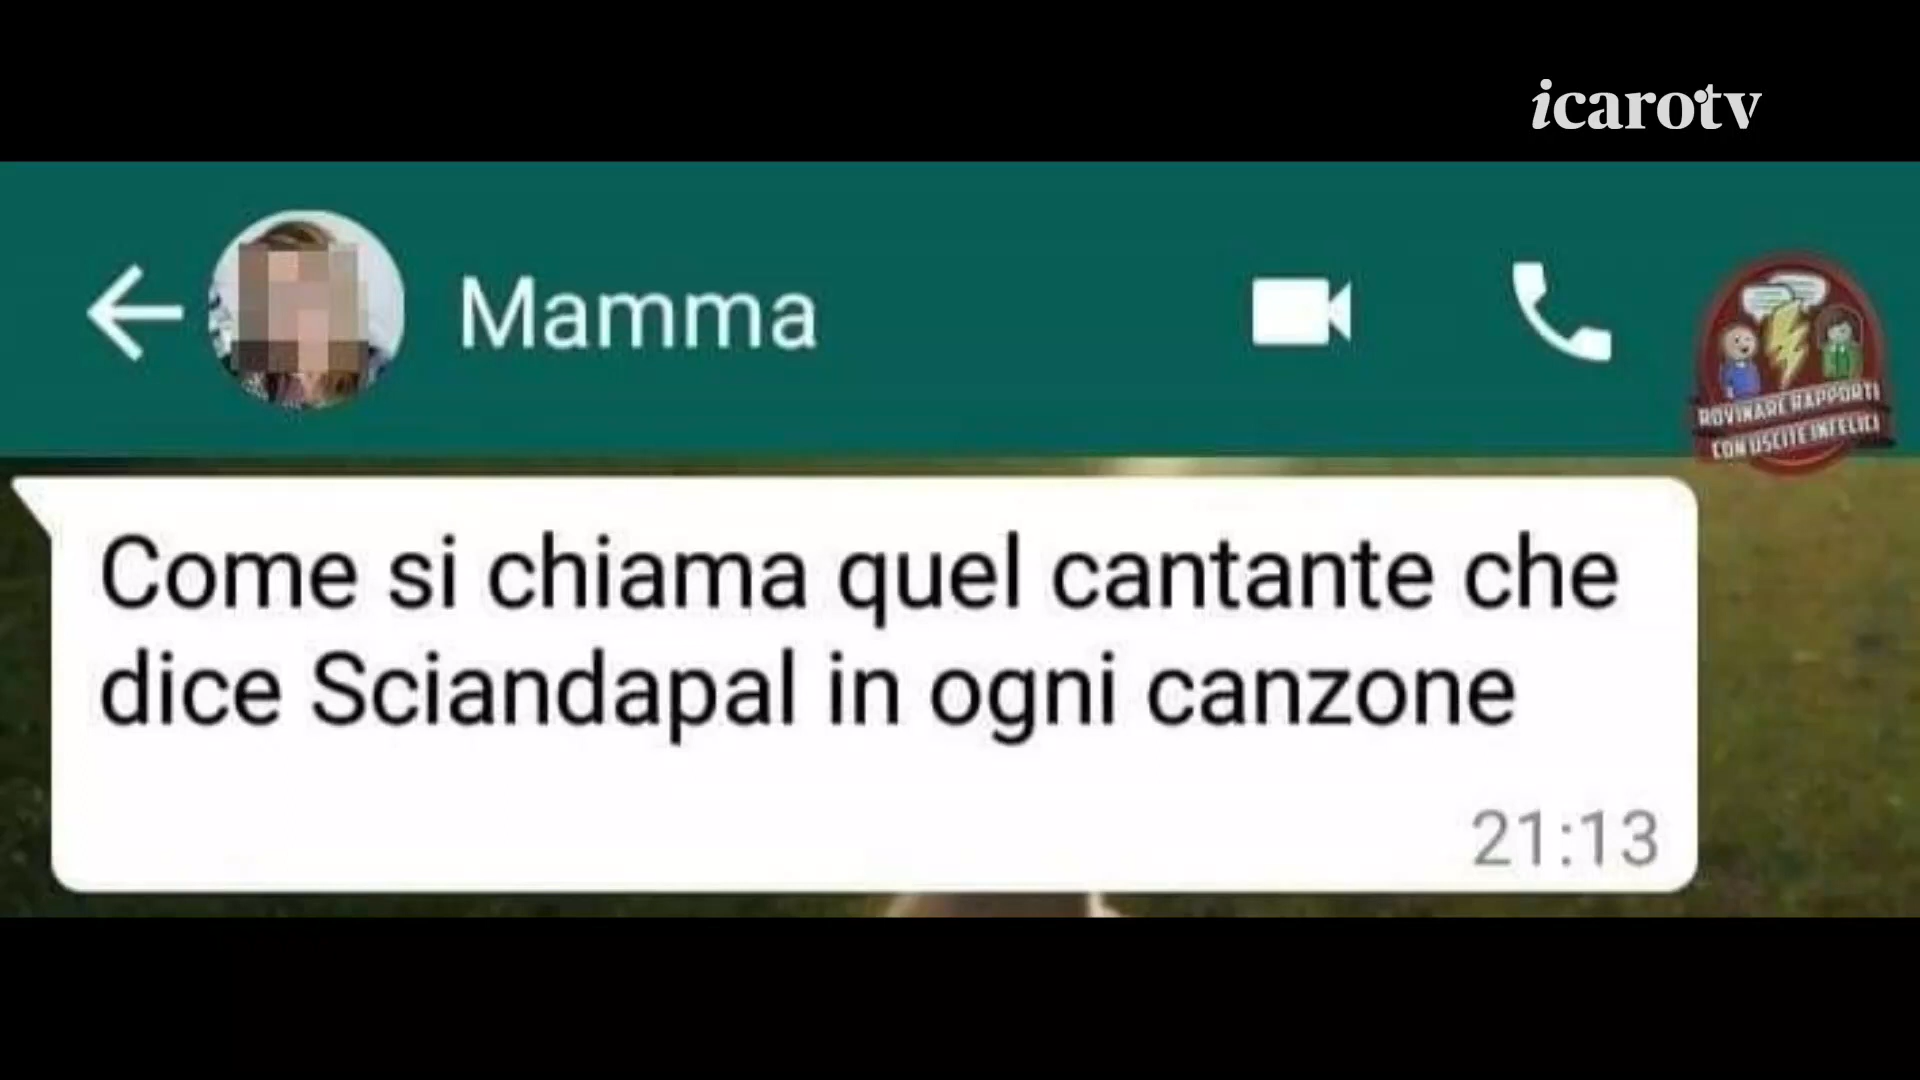 icarotv
Mamma
ROVINARE RAPPORTI
CON USCITE INFELICI
Come si chiama quel cantante che
dice Sciandapal in ogni canzone
21:13